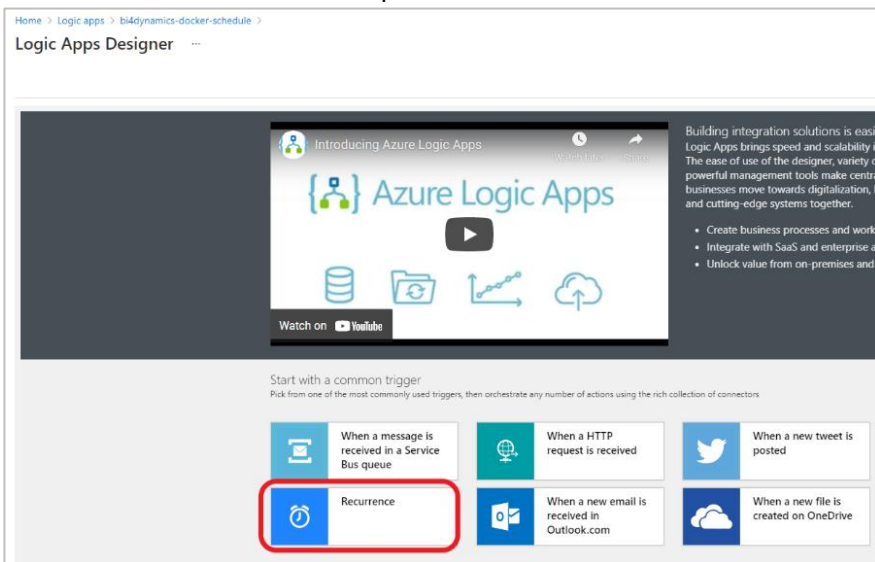 Home > Logic apps > bi4dynamics-docker-schedule >
Logic Apps Designer ...
Introducing Azure Logic Apps
Watch later
Share
Azure Logic Apps
Watch on YouTube
Building integration solutions is easi
Logic Apps brings speed and scalability i
The ease of use of the designer, variety o
powerful management tools make centra
businesses move towards digitalization, l
and cutting-edge systems together.
• Create business processes and work
• Integrate with SaaS and enterprise a
• Unlock value from on-premises and
Start with a common trigger
Pick from one of the most commonly used triggers, then orchestrate any number of actions using the rich collection of connectors
When a message is
received in a Service
Bus queue
When a HTTP
request is received
When a new tweet is
posted
Recurrence
When a new email is
received in
Outlook.com
When a new file is
created on OneDrive